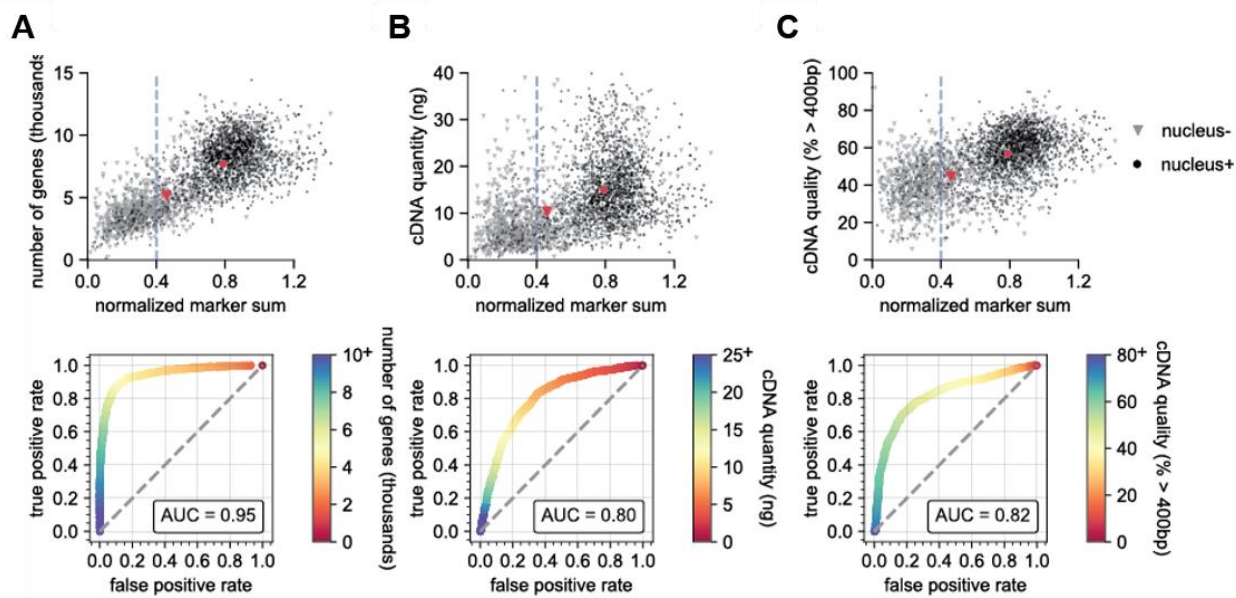 A
number of genes (thousands
15
10
5
0
0.0 0.4 0.8 1.2
normalized marker sum
B
cDNA quantity (ng)
40
30
20
10
0
0.0 0.4 0.8 1.2
normalized marker sum
C
cDNA quality (% > 400bp)
100
80
60
40
20
0
0.0 0.4 0.8 1.2
normalized marker sum
nucleus-
nucleus+
true positive rate
1.0
0.8
0.6
0.4
0.2
0.0
AUC = 0.95
0.0 0.2 0.4 0.6 0.8 1.0
false positive rate
10+
8
6
4
2
0
number of genes (thousands)
true positive rate
1.0
0.8
0.6
0.4
0.2
0.0
AUC = 0.80
0.0 0.2 0.4 0.6 0.8 1.0
false positive rate
25+
20
15
10
5
0
cDNA quantity (ng)
true positive rate
1.0
0.8
0.6
0.4
0.2
0.0
AUC = 0.82
0.0 0.2 0.4 0.6 0.8 1.0
false positive rate
80+
60
40
20
0
cDNA quality (% > 400bp)